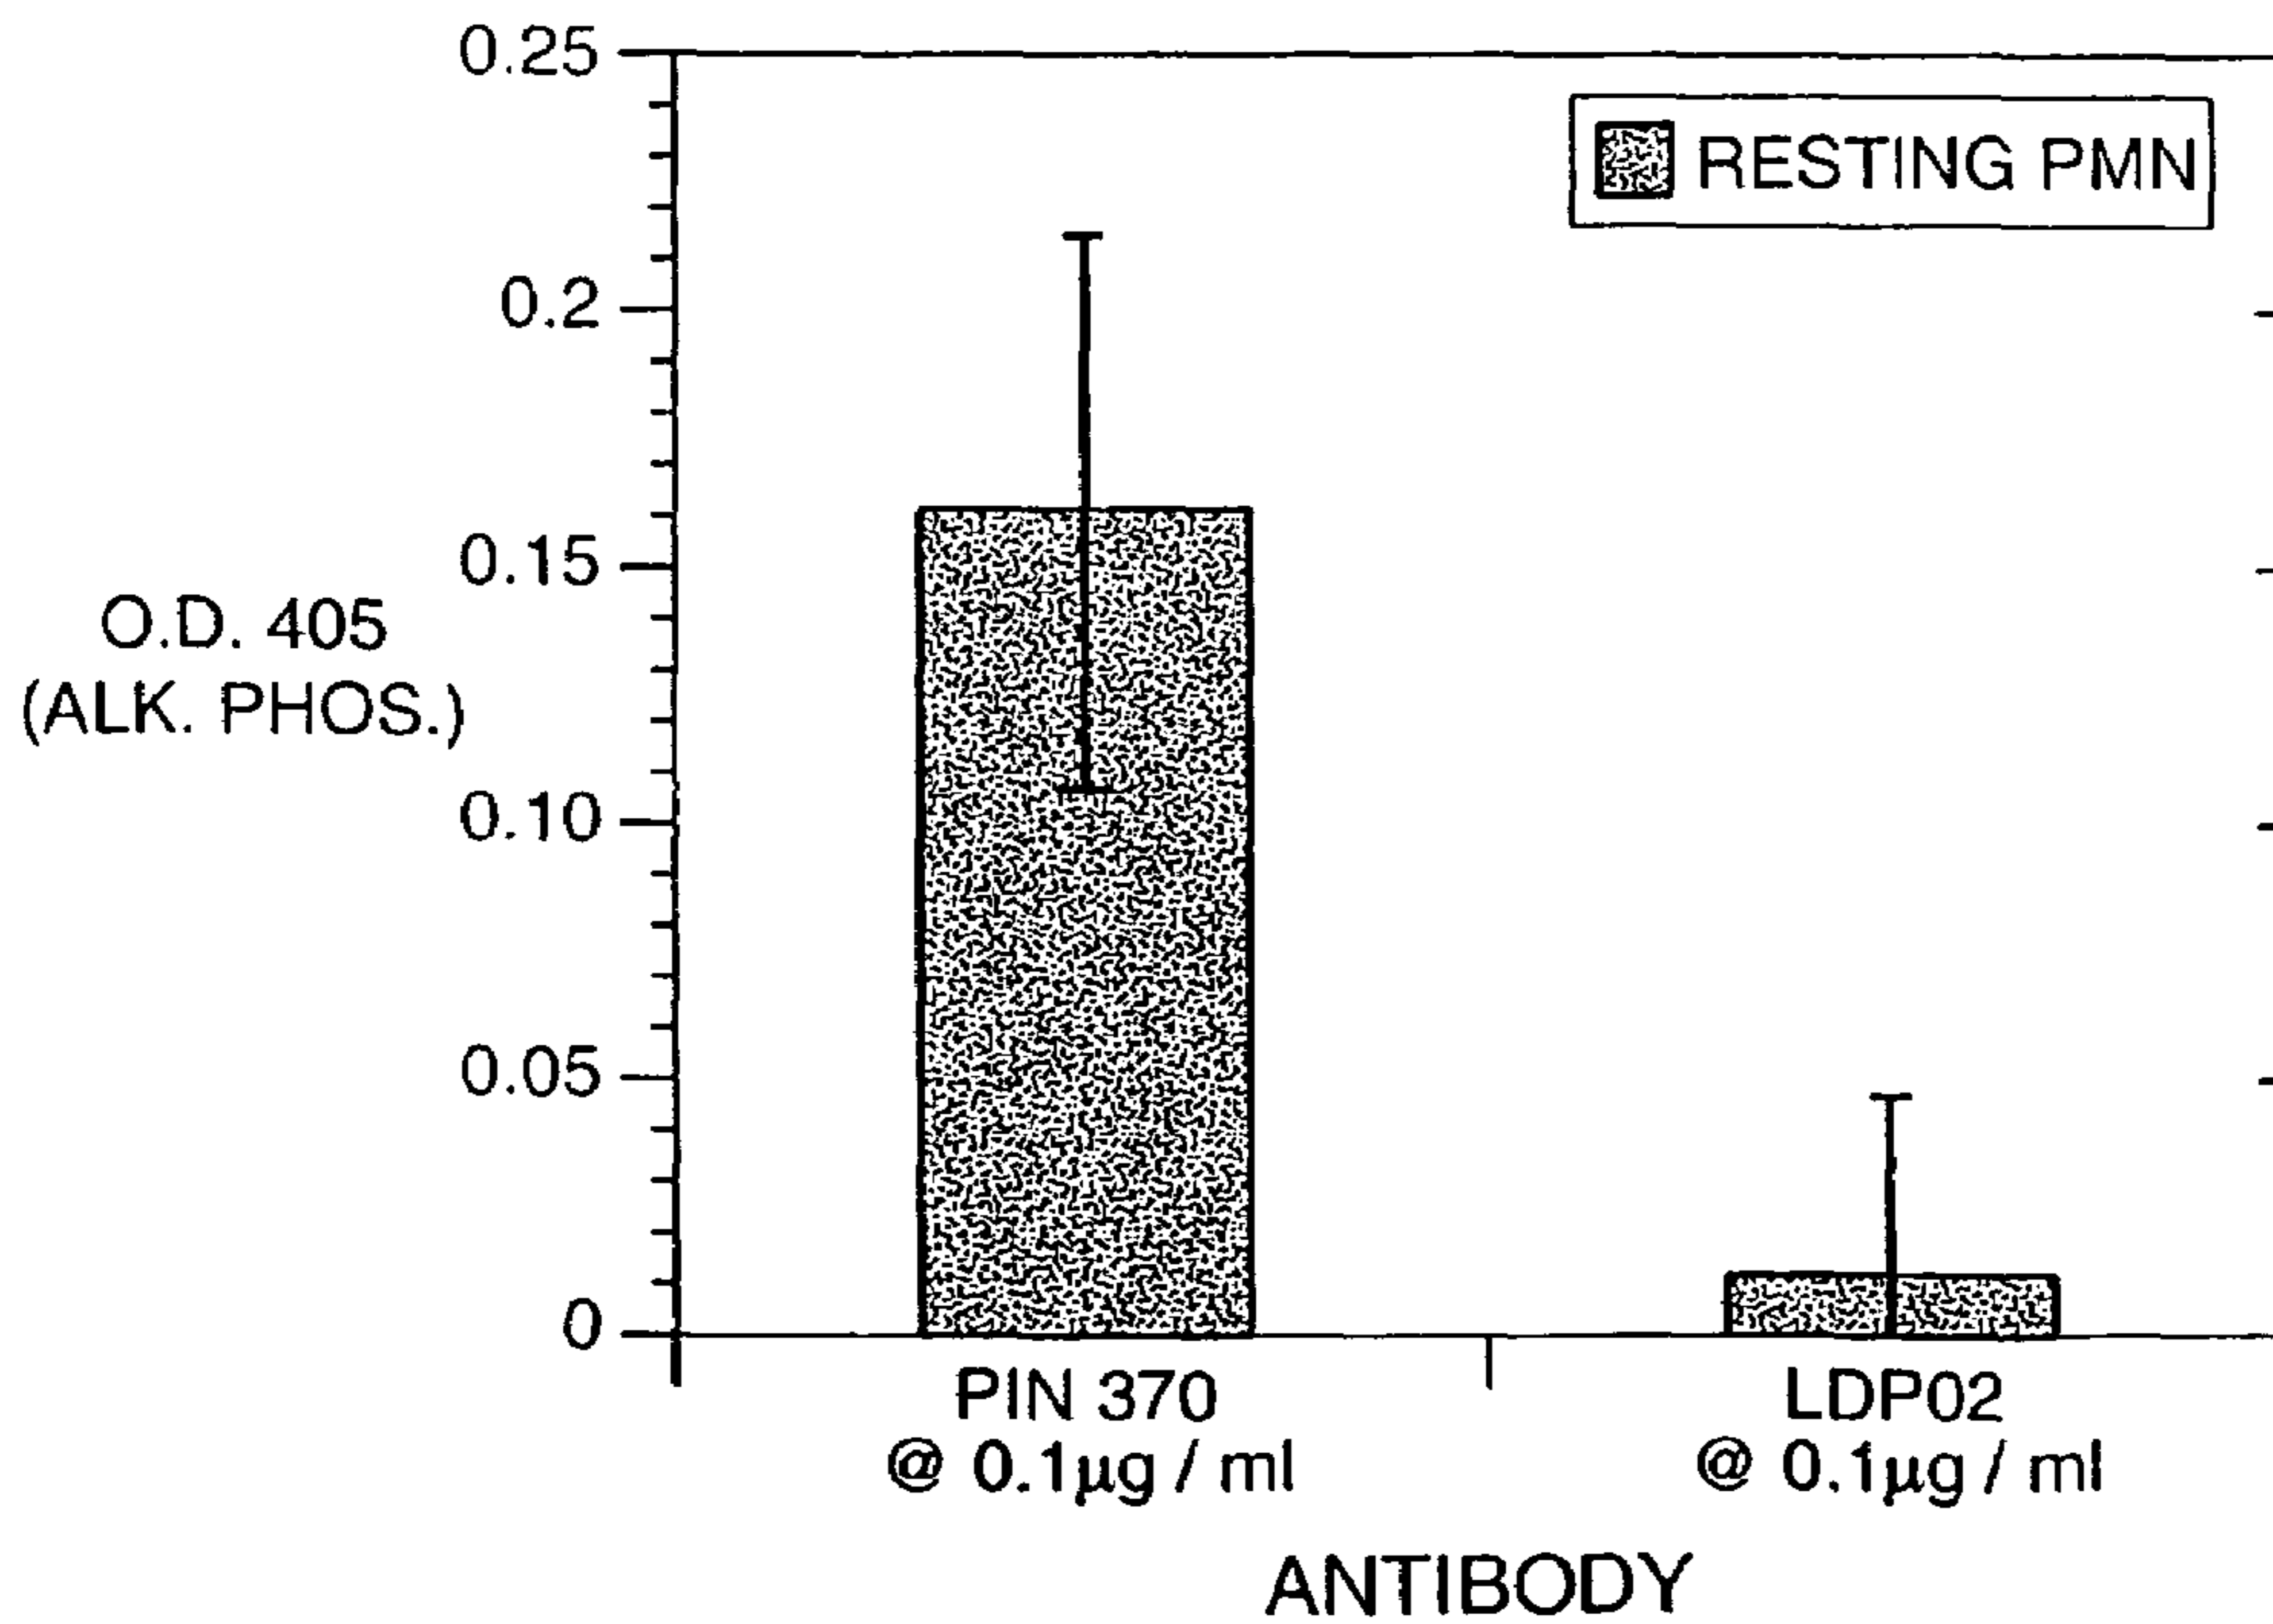 0.25
RESTING PMN
0.2
0.15
O.D. 405
(ALK. PHOS.)
0.10
0.05
0
PIN 370
@ 0.1µg / ml
LDP02
@ 0.1µg / ml
ANTIBODY